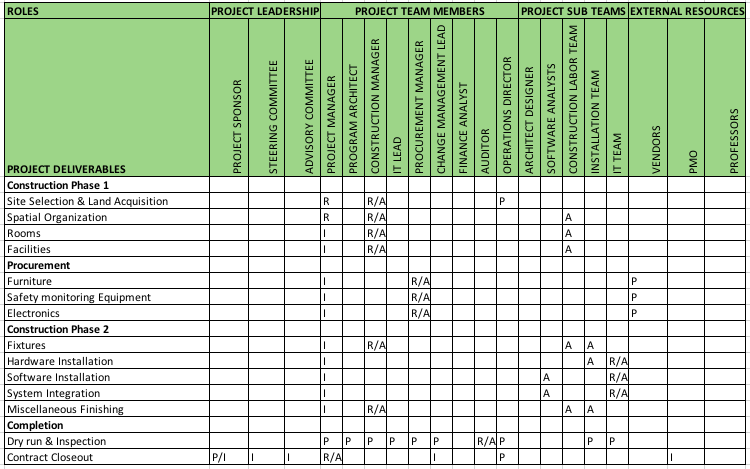 ROLES PROJECT LEADERSHIP PROJECT TEAM MEMBERS PROJECT SUB TEAMS EXTERNAL RESOURCES
PROJECT DELIVERABLES PROJECT SPONSOR STEERING COMMITTEE ADVISORY COMMITTEE PROJECT MANAGER PROGRAM ARCHITECT CONSTRUCTION MANAGER IT LEAD PROCUREMENT MANAGER CHANGE MANAGEMENT LEAD FINANCE ANALYST AUDITOR OPERATIONS DIRECTOR ARCHITECT DESIGNER SOFTWARE ANALYSTS CONSTRUCTION LABOR TEAM INSTALLATION TEAM IT TEAM VENDORS PMO PROFESSORS
Construction Phase 1
Site Selection & Land Acquisition R R/A P
Spatial Organization R R/A A
Rooms I R/A A
Facilities I R/A A
Procurement
Furniture I R/A P
Safety monitoring Equipment I R/A P
Electronics I R/A P
Construction Phase 2
Fixtures I R/A A A
Hardware Installation I A R/A
Software Installation I A R/A
System Integration I A R/A
Miscellaneous Finishing I R/A A A
Completion
Dry run & Inspection P P P P P P R/A P P P
Contract Closeout P/I I I R/A I P I